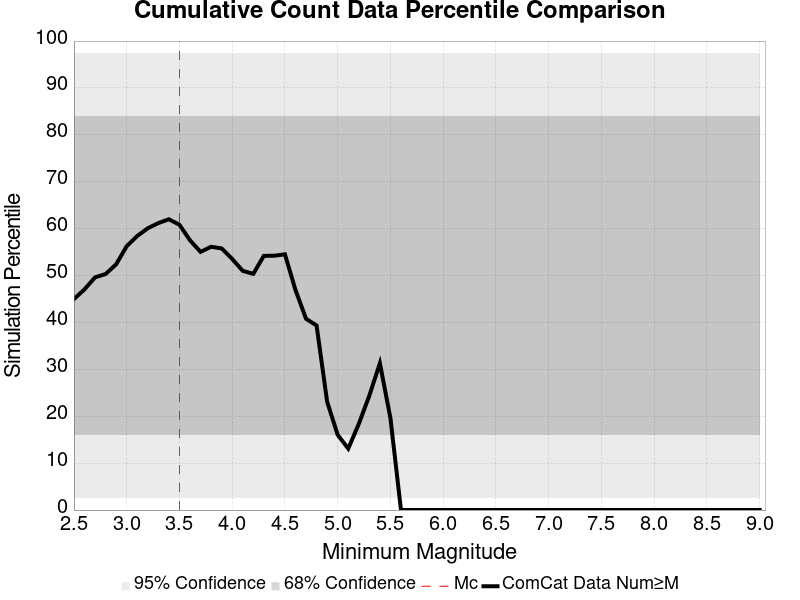 Cumulative Count Data Percentile Comparison
100
90
80
70
60
50
40
30
20
10
0
Simulation Percentile
2.5 3.0 3.5 4.0 4.5 5.0 5.5 6.0 6.5 7.0 7.5 8.0 8.5 9.0
Minimum Magnitude
95% Confidence 68% Confidence Mc ComCat Data Num≥M